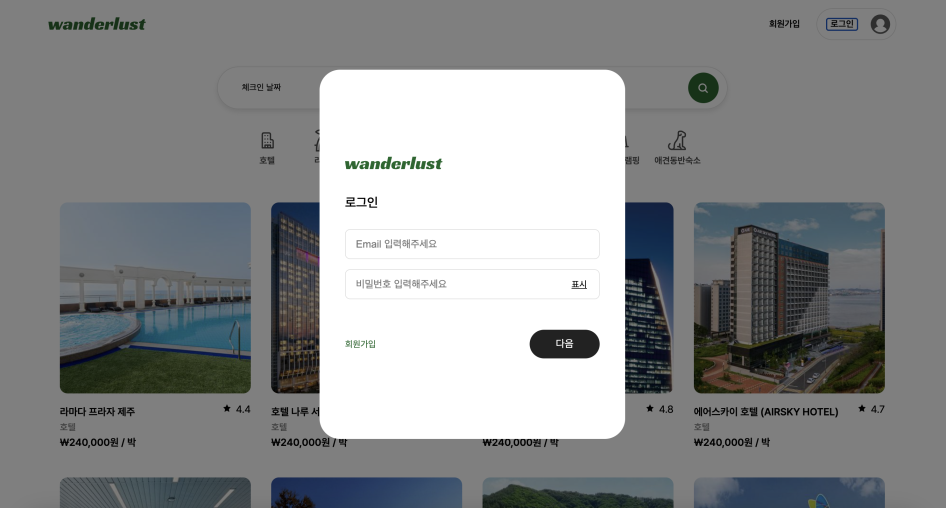 wanderlust
회원가입
로그인
체크인 날짜
호텔
애견동반숙소
wanderlust
로그인
Email 입력해주세요
비밀번호 입력해주세요 표시
회원가입 다음
라마다 프라자 제주 ★ 4.4
호텔
₩240,000원 / 박
호텔 나루
호텔
₩240,000원 / 박
★ 4.8
₩240,000원 / 박
에어스카이 호텔 (AIRSKY HOTEL) ★ 4.7
호텔
₩240,000원 / 박